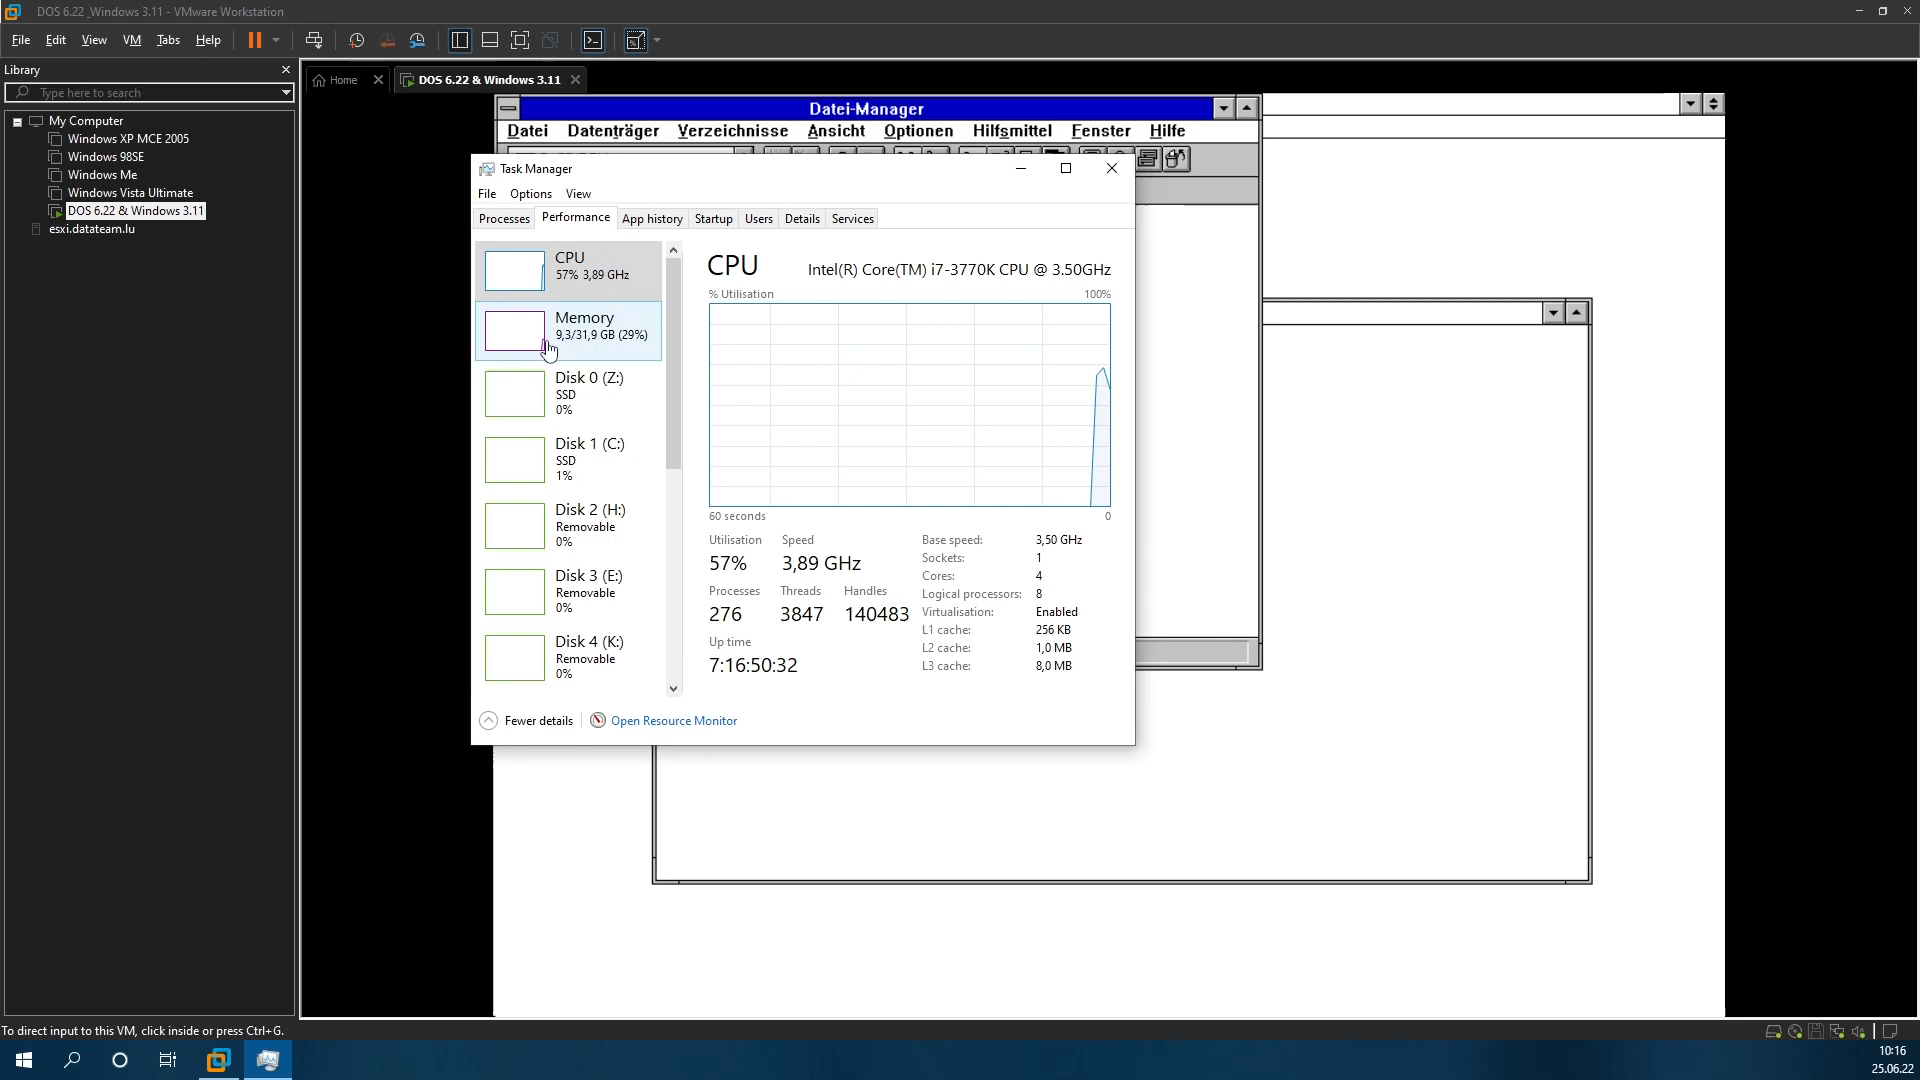 DOS 6.22_Windows 3.11 - VMware Workstation
File Edit View VM Tabs Help
Library
Type here to search
My Computer
Windows XP MCE 2005
Windows 98SE
Windows Me
Windows Vista Ultimate
DOS 6.22 & Windows 3.11
esxi.datateam.lu
Home
DOS 6.22 & Windows 3.11
Datei-Manager
Datei Datenträger Verzeichnisse Ansicht Optionen Hilfsmittel Fenster Hilfe
Task Manager
File Options View
Processes Performance App history Startup Users Details Services
CPU
57% 3,89 GHz
Memory
9,3/31,9 GB (29%)
Disk 0 (Z:)
SSD
0%
Disk 1 (C:)
SSD
1%
Disk 2 (H:)
Removable
0%
Disk 3 (E:)
Removable
0%
Disk 4 (K:)
Removable
0%
CPU Intel(R) Core(TM) i7-3770K CPU @ 3.50GHz
% Utilisation 100%
60 seconds 0
Utilisation Speed
57% 3,89 GHz
Processes Threads Handles
276 3847 140483
Up time
7:16:50:32
Base speed: 3,50 GHz
Sockets: 1
Cores: 4
Logical processors: 8
Virtualisation: Enabled
L1 cache: 256 KB
L2 cache: 1,0 MB
L3 cache: 8,0 MB
Fewer details Open Resource Monitor
To direct input to this VM, click inside or press Ctrl+G.
10:16
25.06.22